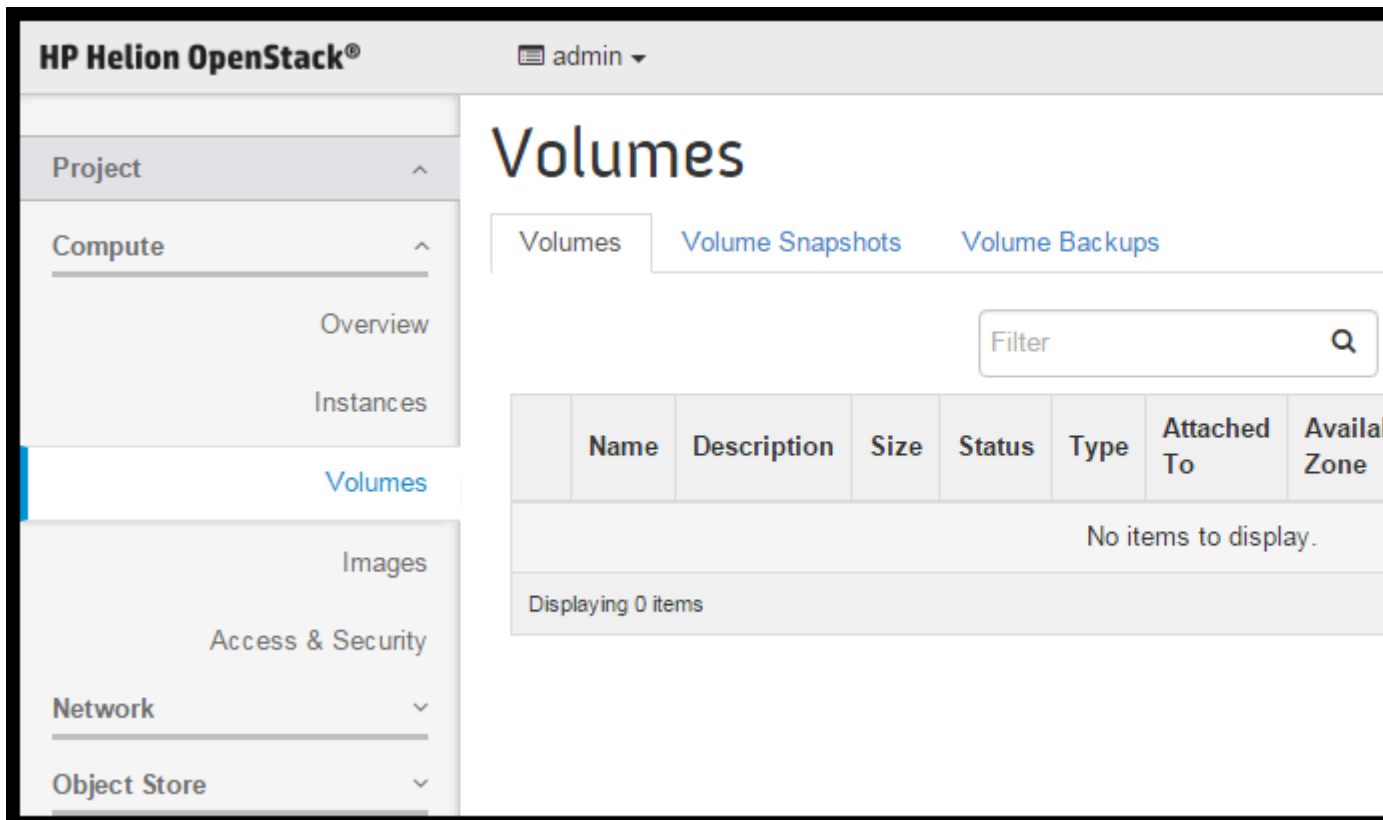 HP Helion OpenStack®
admin
Project
Compute
Overview
Instances
Volumes
Images
Access & Security
Network
Object Store
Volumes
Volumes Volume Snapshots Volume Backups
Filter
Name Description Size Status Type Attached To
Zone
No items to display.
Displaying 0 items